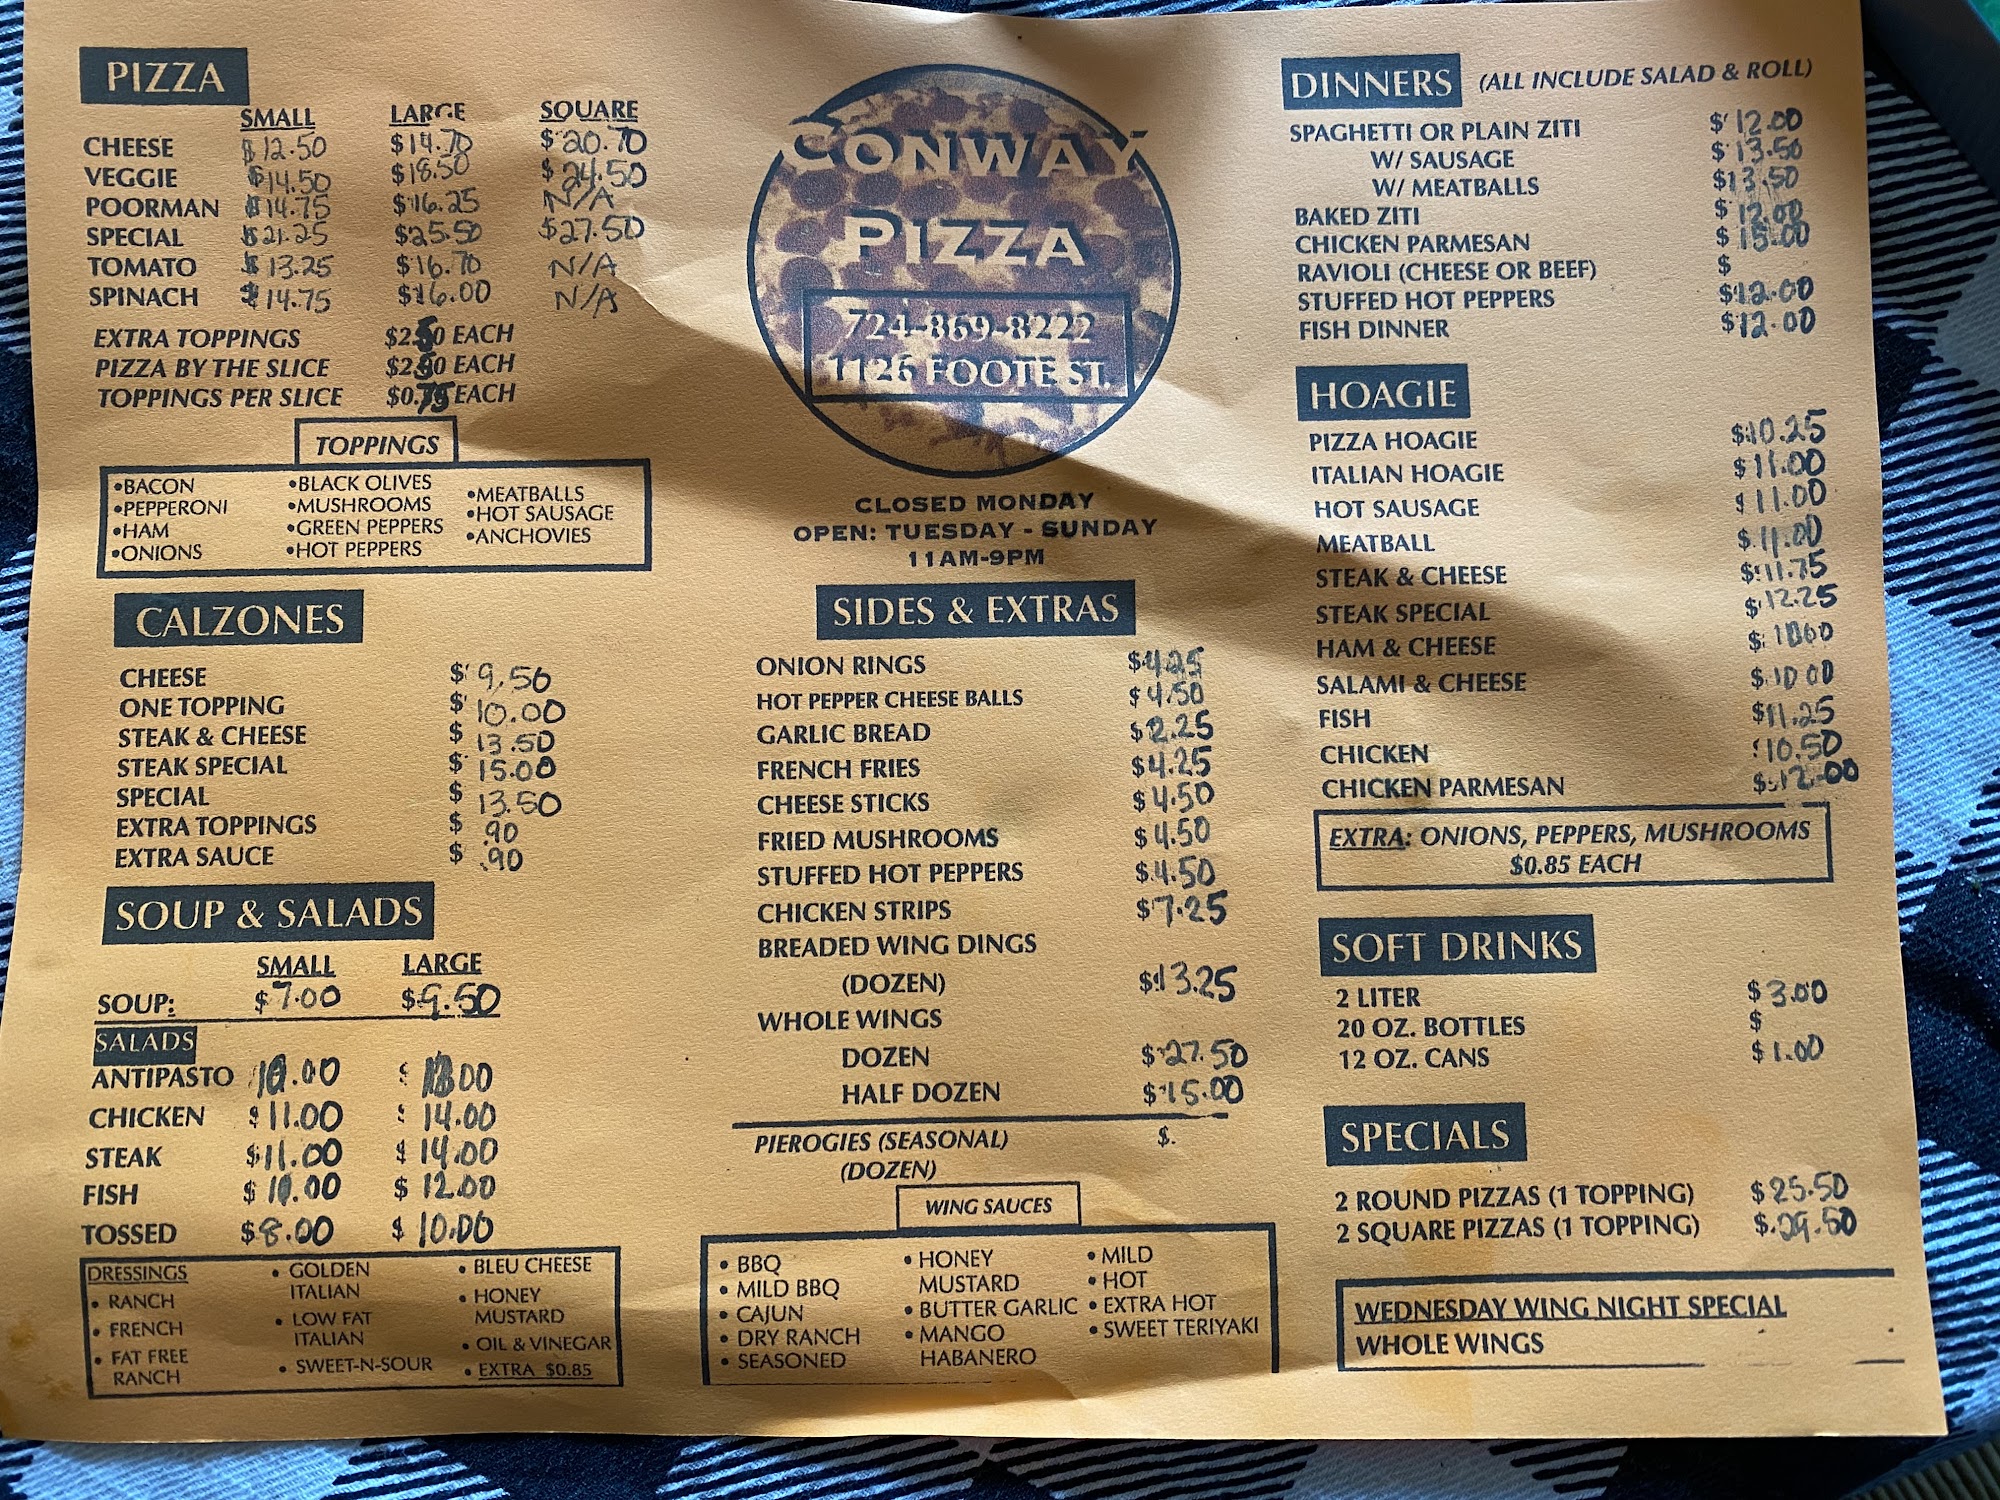 PIZZA
SMALL LARGE SQUARE
CHEESE $12.50 $14.70 $20.70
VEGGIE $14.50 $18.50 $24.50
POORMAN $14.75 $16.25 N/A
SPECIAL $21.25 $25.50 $27.50
TOMATO $13.25 $16.70 N/A
SPINACH $14.75 $16.00 N/A
EXTRA TOPPINGS $2.50 EACH
PIZZA BY THE SLICE $2.50 EACH
TOPPINGS PER SLICE $0.75 EACH
TOPPINGS
•BACON
•PEPPERONI
•HAM
•ONIONS
•BLACK OLIVES
•MUSHROOMS
•GREEN PEPPERS
•HOT PEPPERS
•MEATBALLS
•HOT SAUSAGE
•ANCHOVIES
CALZONES
CHEESE $9.50
ONE TOPPING $10.00
STEAK & CHEESE $13.50
STEAK SPECIAL $15.00
SPECIAL $13.50
EXTRA TOPPINGS $.90
EXTRA SAUCE $.90
SOUP & SALADS
SMALL LARGE
SOUP: $7.00 $9.50
SALADS
ANTIPASTO
CHICKEN $11.00 $14.00
STEAK $11.00 $14.00
FISH $ $12.00
TOSSED $8.00 $10.00
DRESSINGS
• RANCH
• FRENCH
• FAT FREE
RANCH
• GOLDEN
ITALIAN
• LOW FAT
ITALIAN
• SWEET-N-SOUR
• BLEU CHEESE
• HONEY
MUSTARD
• OIL & VINEGAR
• EXTRA $0.85
CONWAY
PIZZA
724-869-8222
1126 FOOTE ST.
CLOSED MONDAY
OPEN: TUESDAY - SUNDAY
11AM-9PM
SIDES & EXTRAS
ONION RINGS $4.25
HOT PEPPER CHEESE BALLS $4.50
GARLIC BREAD $2.25
FRENCH FRIES $4.25
CHEESE STICKS $4.50
FRIED MUSHROOMS $4.50
STUFFED HOT PEPPERS $4.50
CHICKEN STRIPS $7.25
BREADED WING DINGS
(DOZEN) $13.25
WHOLE WINGS
DOZEN $27.50
HALF DOZEN $15.00
PIEROGIES (SEASONAL) $.
(DOZEN)
WING SAUCES
• BBQ
• MILD BBQ
• CAJUN
• DRY RANCH
• SEASONED
• HONEY
MUSTARD
• BUTTER GARLIC
• MANGO
HABANERO
• MILD
• HOT
• EXTRA HOT
• SWEET TERIYAKI
DINNERS (ALL INCLUDE SALAD & ROLL)
SPAGHETTI OR PLAIN ZITI $12.00
W/ SAUSAGE $13.50
W/ MEATBALLS $13.50
BAKED ZITI $12.00
CHICKEN PARMESAN $15.00
RAVIOLI (CHEESE OR BEEF) $
STUFFED HOT PEPPERS $12.00
FISH DINNER $12.00
HOAGIE
PIZZA HOAGIE $10.25
ITALIAN HOAGIE $11.00
HOT SAUSAGE $11.00
MEATBALL $11.00
STEAK & CHEESE $11.75
STEAK SPECIAL $12.25
HAM & CHEESE $
SALAMI & CHEESE $10.00
FISH $11.25
CHICKEN 10.50
CHICKEN PARMESAN $12.00
EXTRA: ONIONS, PEPPERS, MUSHROOMS
$0.85 EACH
SOFT DRINKS
2 LITER $3.00
20 OZ. BOTTLES $
12 OZ. CANS $1.00
SPECIALS
2 ROUND PIZZAS (1 TOPPING) $25.50
2 SQUARE PIZZAS (1 TOPPING) $29.50
WEDNESDAY WING NIGHT SPECIAL
WHOLE WINGS